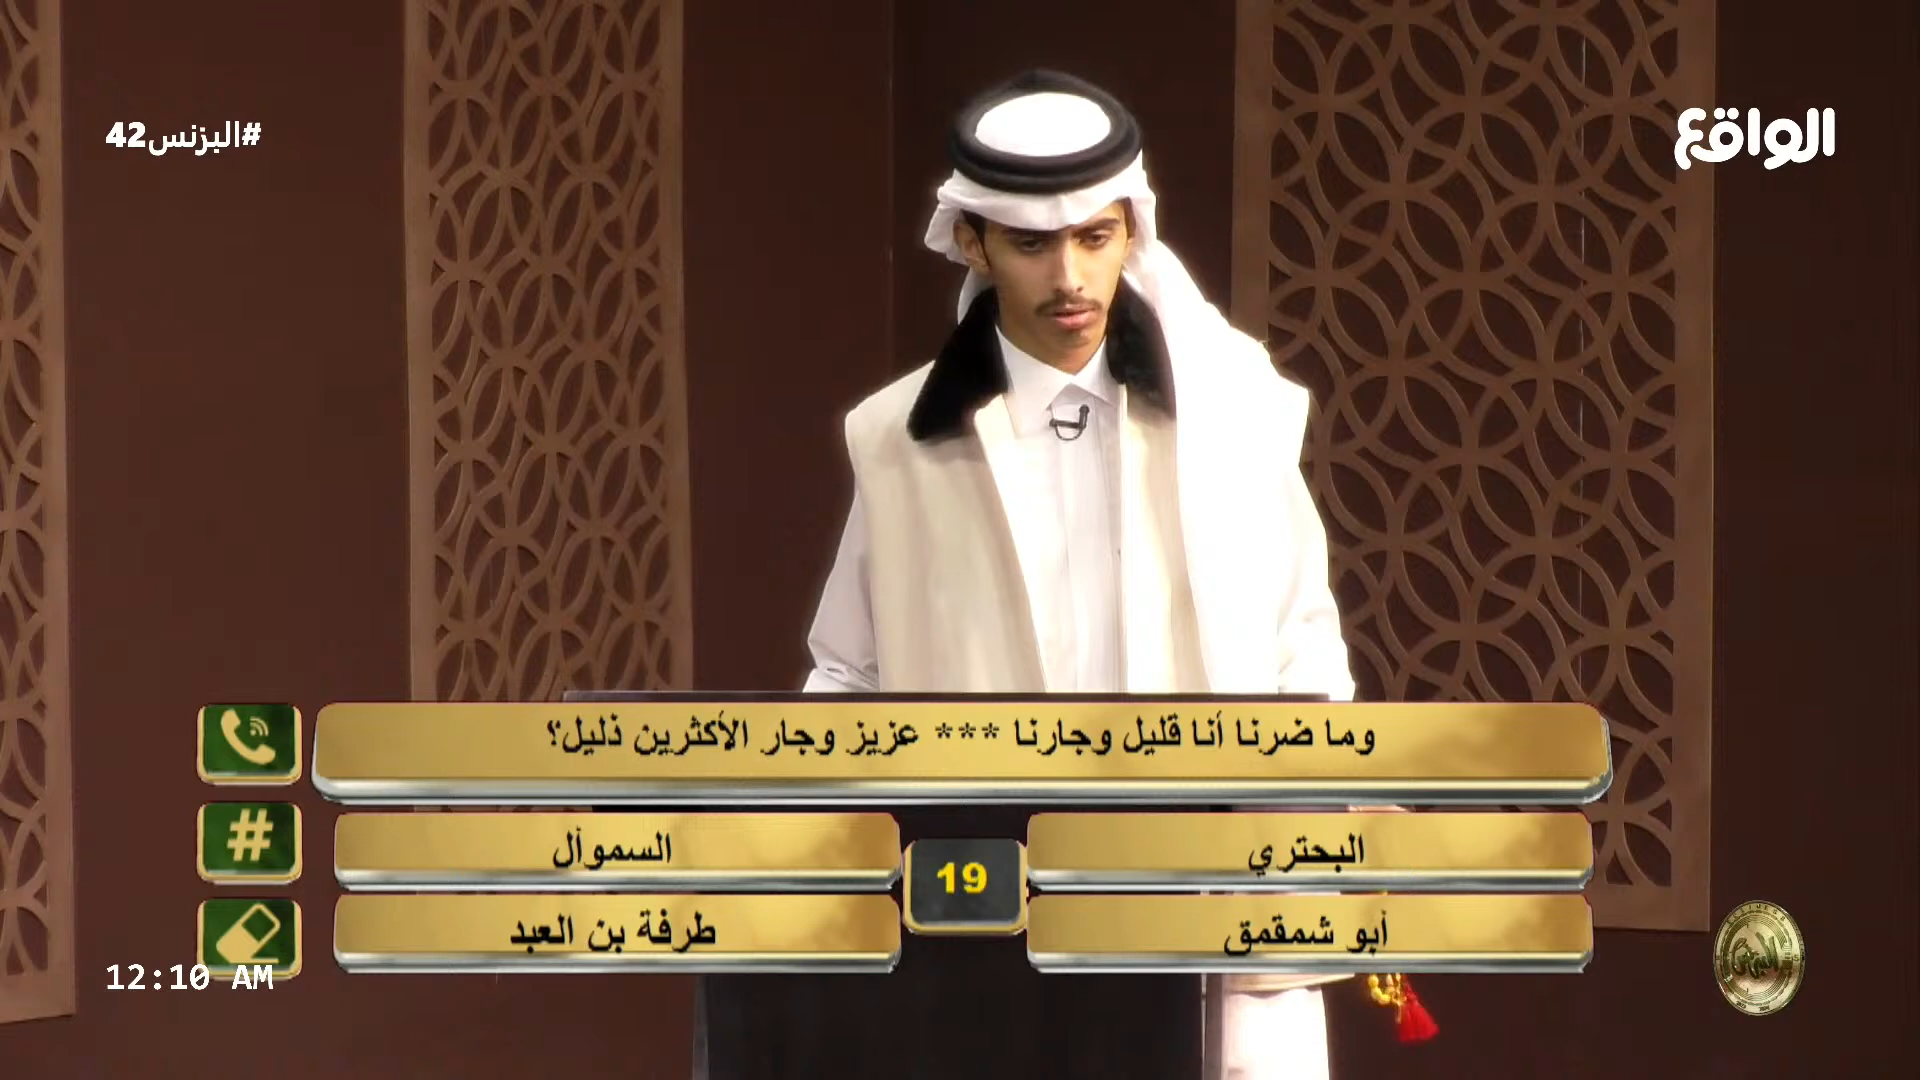 #البزنس42
الواقع
وما ضرنا أنا قليل وجارنا *** عزيز وجار الأكثرين ذليل؟
#
البحتري
السموأل
19
أبو شمقمق
طرفة بن العبد
12:10 AM